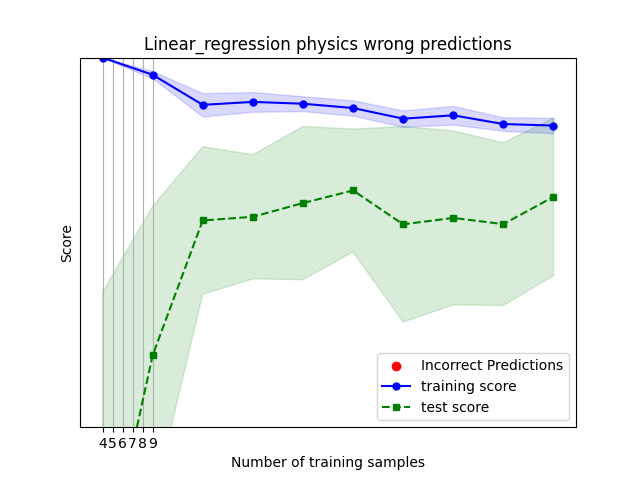 Linear_regression physics wrong predictions
Score
Incorrect Predictions
training score
test score
4 5 6 7 8 9
Number of training samples